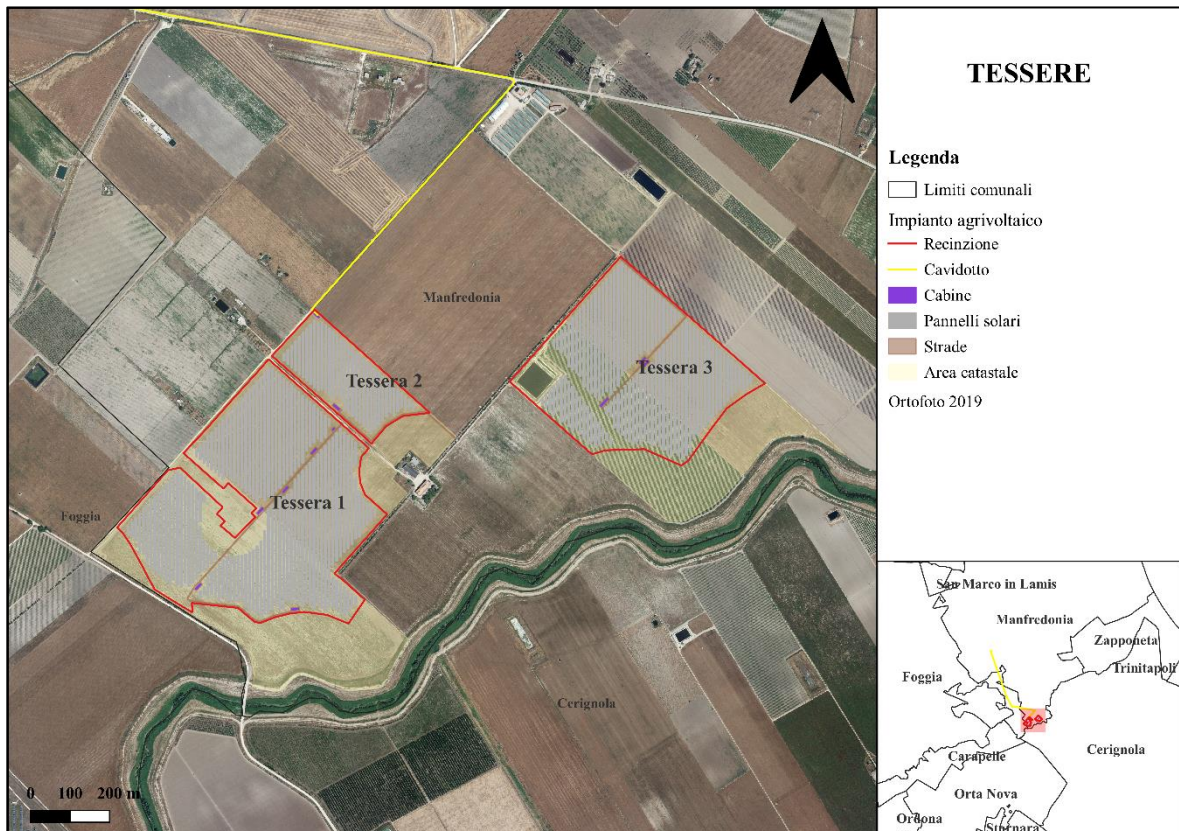 TESSERE
Legenda
Limiti comunali
Impianto agrivoltaico
Recinzione
Cavidotto
Cabine
Pannelli solari
Strade
Area catastale
Ortofoto 2019
Manfredonia
Tessera 2
Tessera 3
Tessera 1
Foggia
Cerignola
0 100 200 m
San Marco in Lamis
Manfredonia
Zapponeta
Trinitapoli
Foggia
Cerignola
Carapelle
Orta Nova
Ordona
Stornara